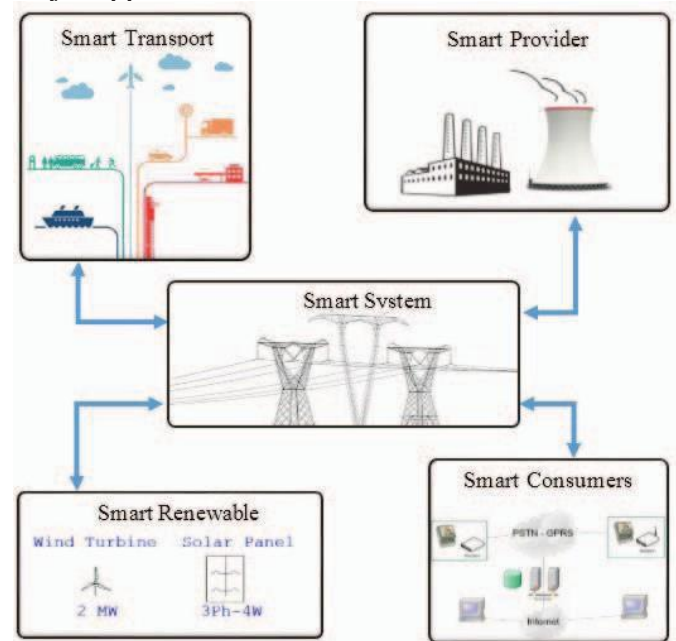 Smart Transport
Smart Provider
Smart System
Smart Renewable
Wind Turbine Solar Panel
2 MW 3Ph-4W
Smart Consumers
PSTN - GPRS
Internet